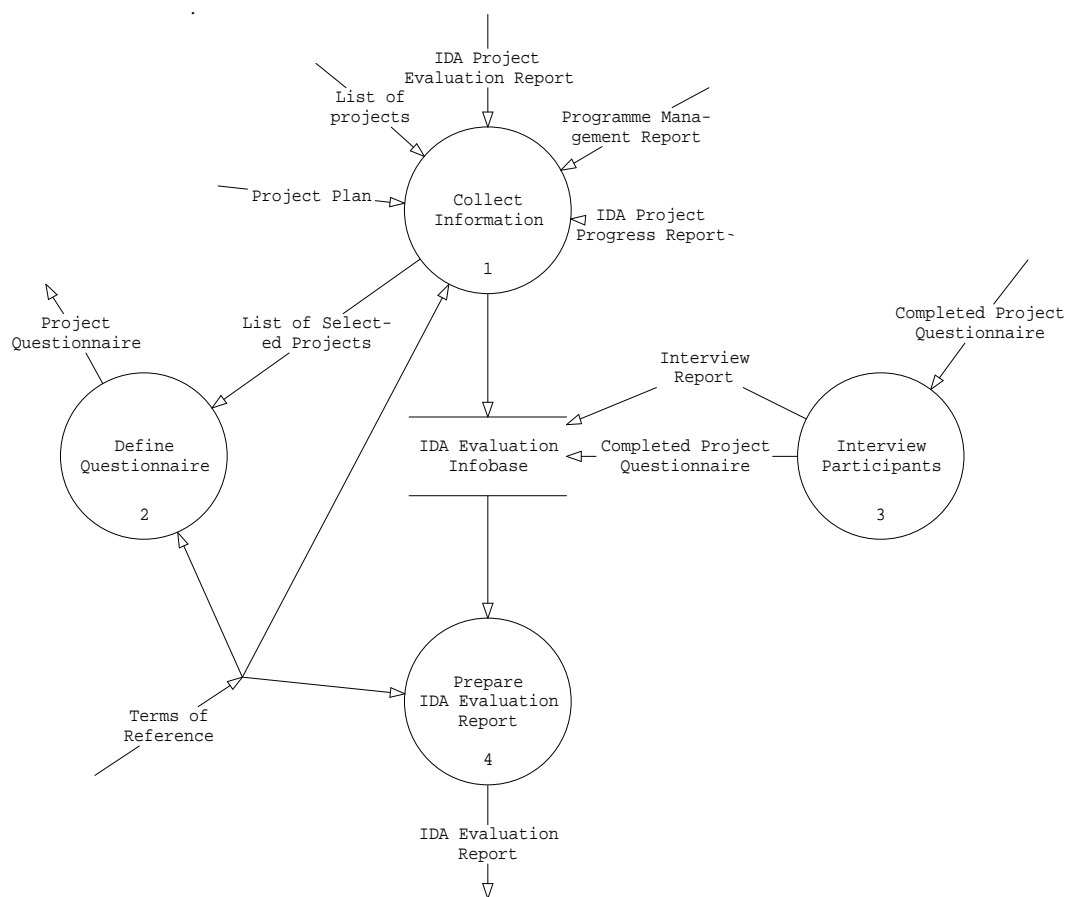 IDA Project
Evaluation Report
List of
projects
Programme Mana-
gement Report
Project Plan
Collect
Information
1
IDA Project
Progress Report
Project
Questionnaire
List of Select-
ed Projects
Completed Project
Questionnaire
Interview
Report
Define
Questionnaire
2
IDA Evaluation
Infobase
Completed Project
Questionnaire
Interview
Participants
3
Terms of
Reference
Prepare
IDA Evaluation
Report
4
IDA Evaluation
Report